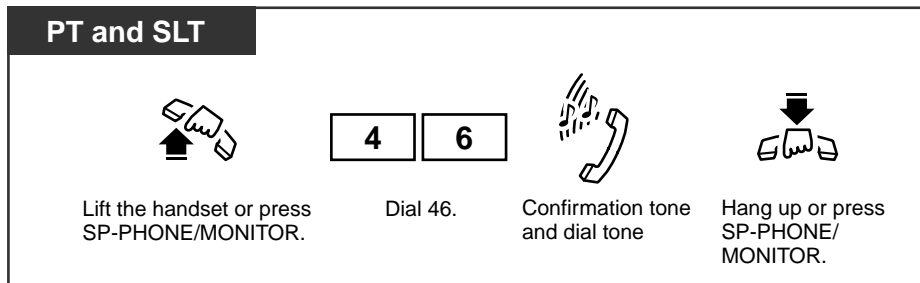 PT and SLT
4 6
Lift the handset or press
SP-PHONE/MONITOR.
Dial 46.
Confirmation tone
and dial tone
Hang up or press
SP-PHONE/
MONITOR.